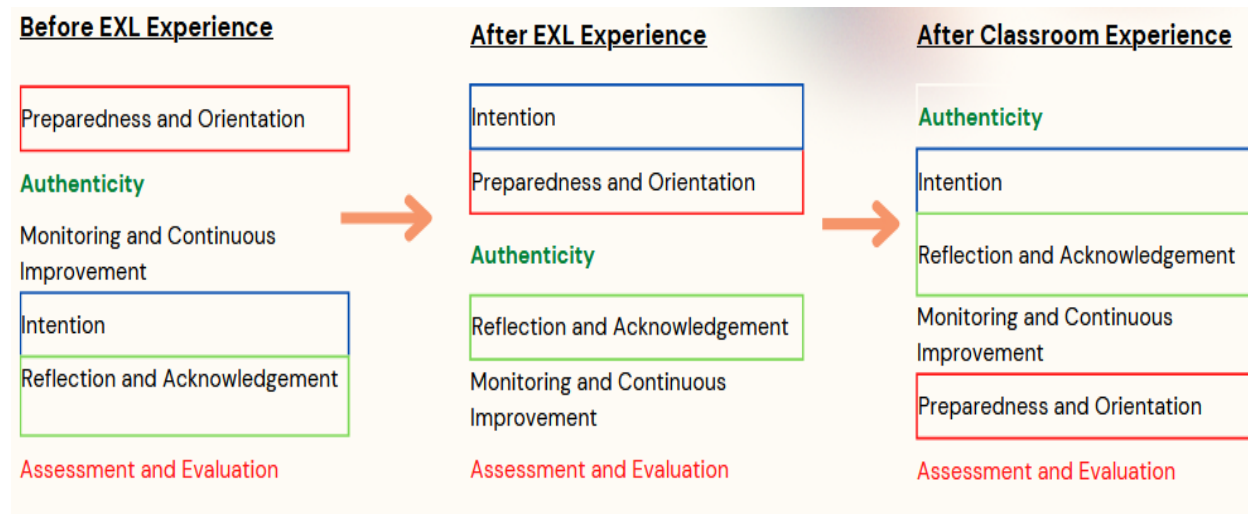 Before EXL Experience
Preparedness and Orientation
Authenticity
Monitoring and Continuous
Improvement
Intention
Reflection and Acknowledgement
Assessment and Evaluation
After EXL Experience
Intention
Preparedness and Orientation
Authenticity
Reflection and Acknowledgement
Monitoring and Continuous
Improvement
Assessment and Evaluation
After Classroom Experience
Authenticity
Intention
Reflection and Acknowledgement
Monitoring and Continuous
Improvement
Preparedness and Orientation
Assessment and Evaluation